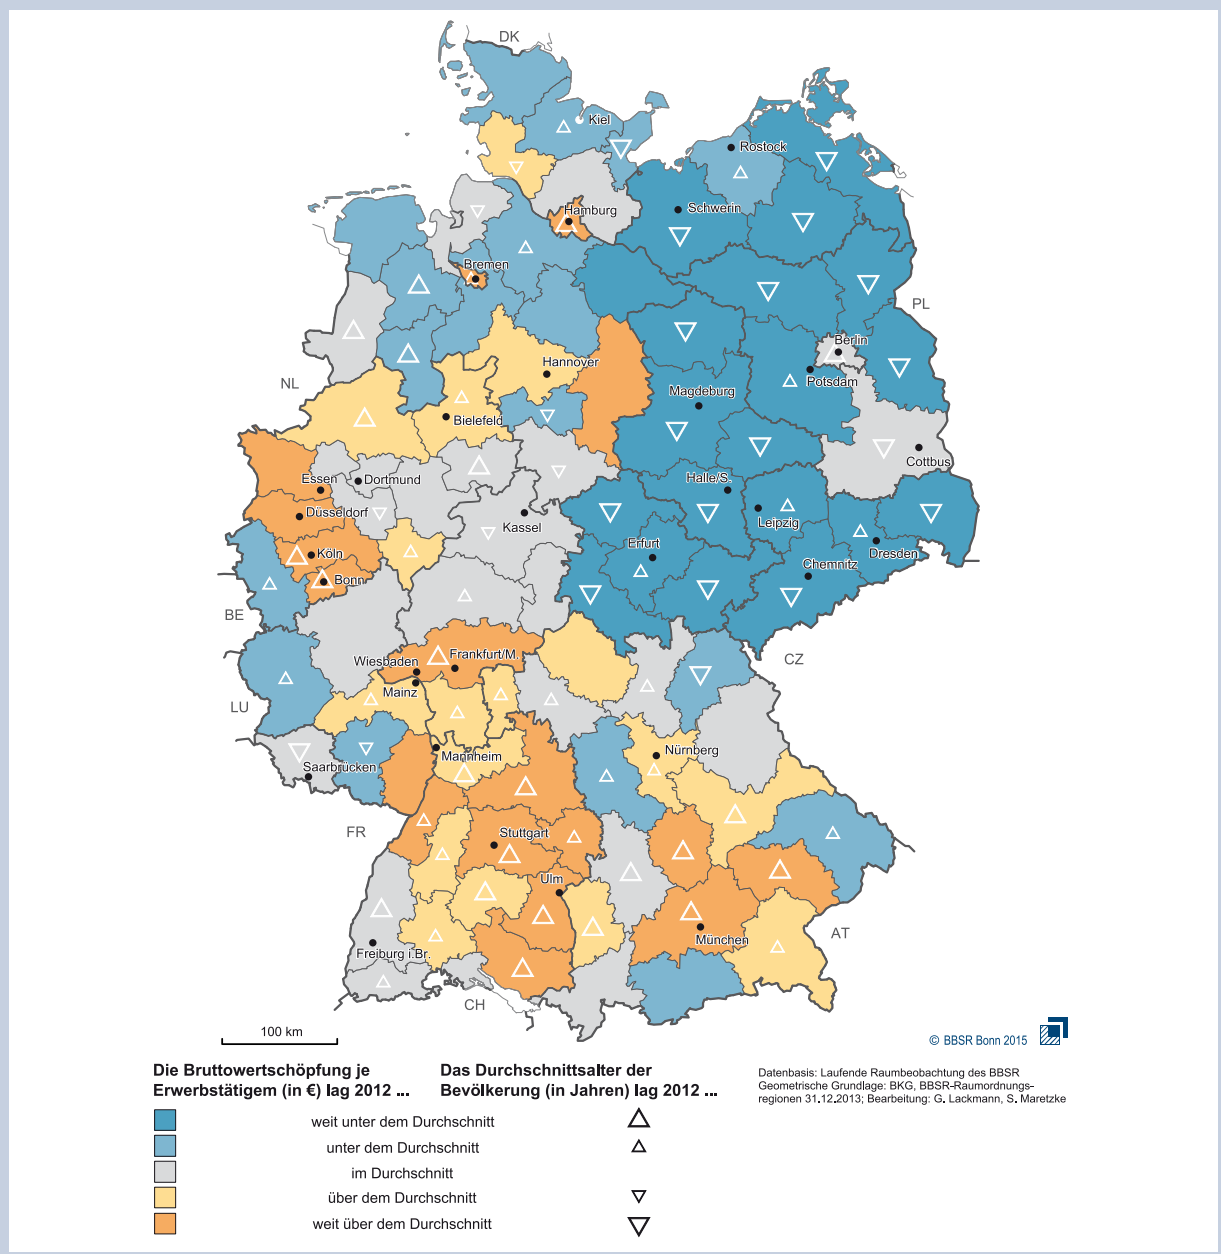 DK
Kiel
Rostock
Hamburg
Schwerin
Bremen
PL
Berlin
Hannover
NL
Potsdam
Magdeburg
Bielefeld
Cottbus
Essen
Dortmund
Halle/S.
Düsseldorf
Leipzig
Kassel
Erfurt
Köln
Dresden
Chemnitz
Bonn
BE
Frankfurt/M.
Wiesbaden
CZ
Mainz
LU
Nürnberg
Mannheim
Saarbrücken
FR
Stuttgart
Ulm
AT
München
Freiburg i.Br.
CH
100 km
© BBSR Bonn 2015
Die Bruttowertschöpfung je
Erwerbstätigem (in €) lag 2012 ...
Das Durchschnittsalter der
Bevölkerung (in Jahren) lag 2012 ...
Datenbasis: Laufende Raumbeobachtung des BBSR
Geometrische Grundlage: BKG, BBSR-Raumordnungs-
regionen 31.12.2013; Bearbeitung: G. Lackmann, S. Maretzke
weit unter dem Durchschnitt
unter dem Durchschnitt
im Durchschnitt
über dem Durchschnitt
weit über dem Durchschnitt